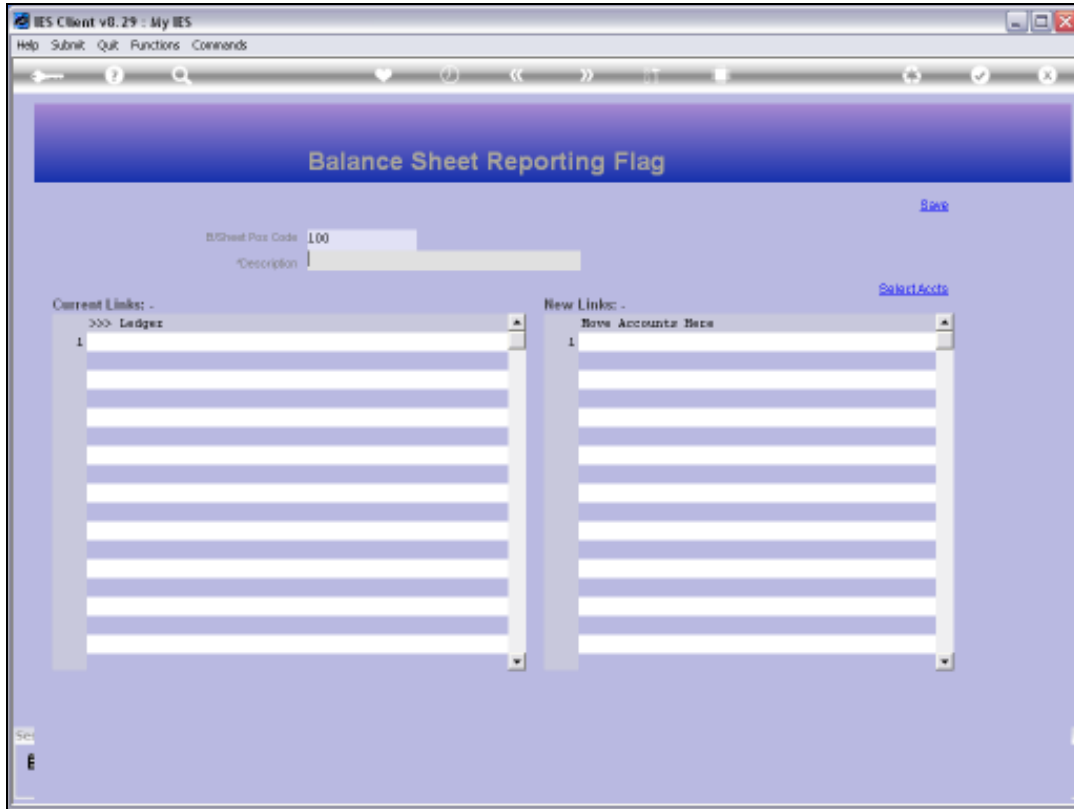 IES Client v8.29 : My IES
Help Submit Quit Functions Commands
Balance Sheet Reporting Flag
Save
B/Sheet Pos Code 100
*Description
Select Accts
Current Links: - New Links: -
>>> Ledger Move Accounts Here
1 1